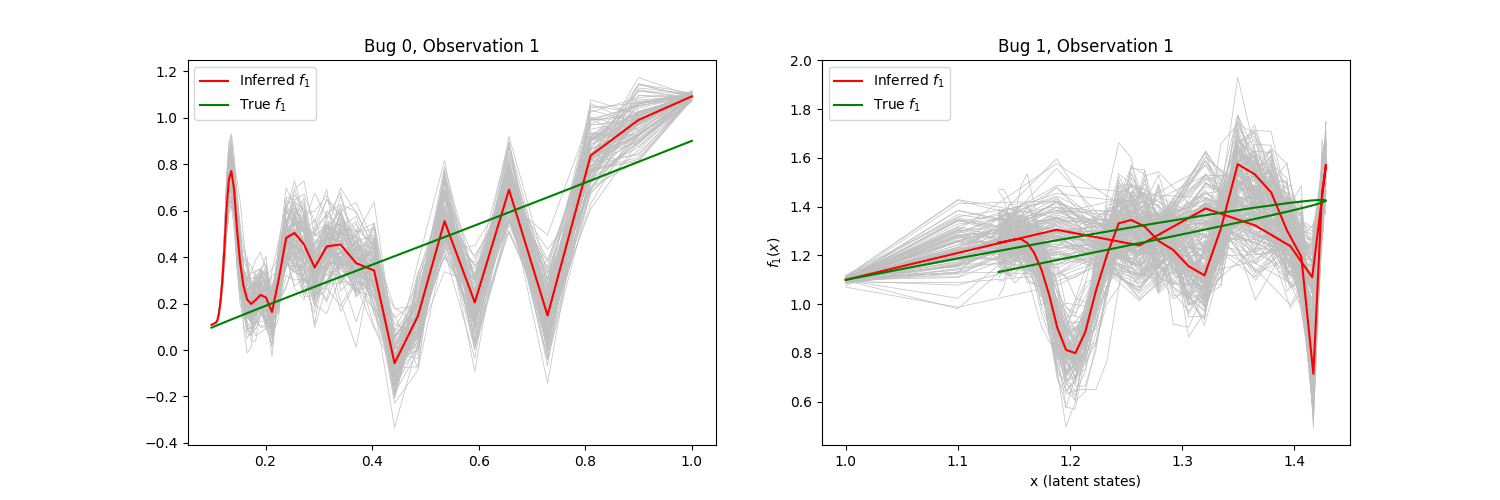 Bug 0, Observation 1
Inferred f₁
True f₁
1.2
1.0
0.8
0.6
0.4
0.2
0.0
−0.2
−0.4
0.2 0.4 0.6 0.8 1.0
Bug 1, Observation 1
Inferred f₁
True f₁
f₁(x)
2.0
1.8
1.6
1.4
1.2
1.0
0.8
0.6
1.0 1.1 1.2 1.3 1.4
x (latent states)